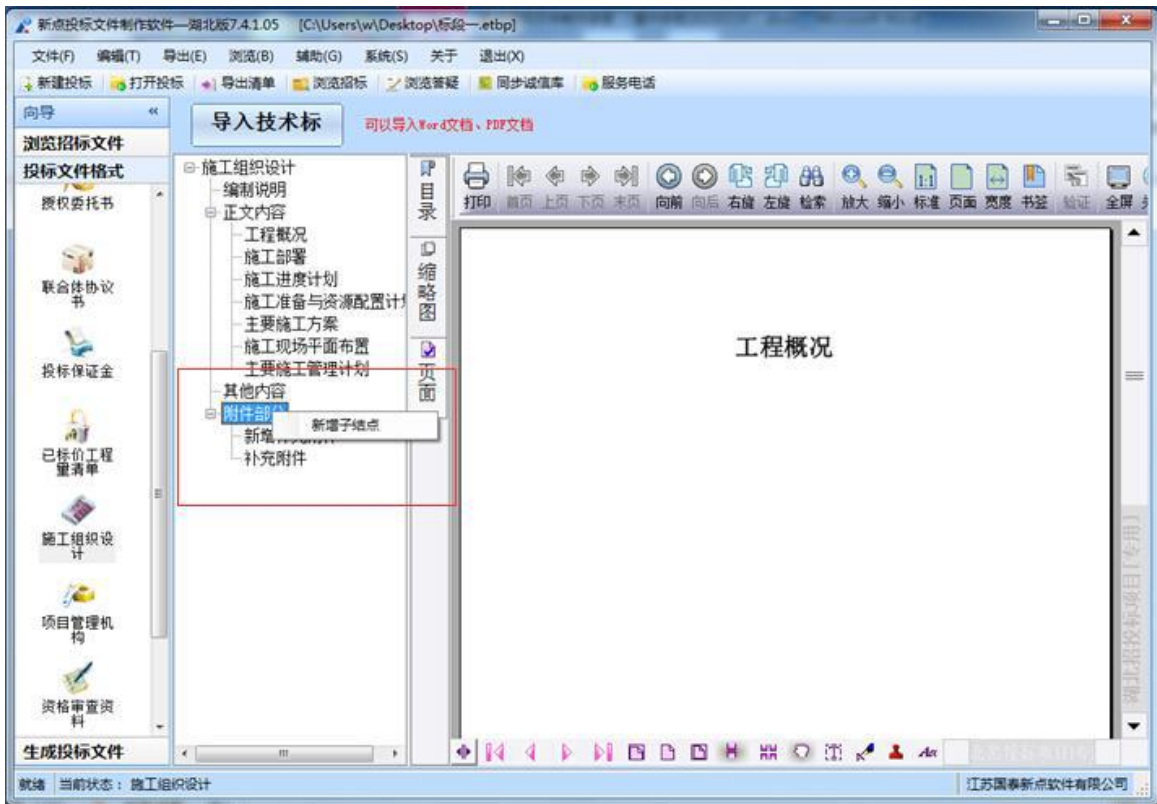 新点投标文件制作软件—湖北版7.4.1.05 [C:\Users\w\Desktop\标段一.etbp]
文件(F) 编辑(T) 导出(E) 浏览(B) 辅助(G) 系统(S) 关于 退出(X)
新建投标 打开投标 导出清单 浏览招标 浏览答疑 同步诚信库 服务电话
向导 «
浏览招标文件
投标文件格式
授权委托书
联合体协议
书
投标保证金
已标价工程
量清单
施工组织设
计
项目管理机
构
资格审查资
料
生成投标文件
导入技术标 可以导入Word文档、PDF文档
施工组织设计
编制说明
正文内容
工程概况
施工部署
施工进度计划
施工准备与资源配置计
主要施工方案
施工现场平面布置
主要施工管理计划
其他内容
附件部
新增子结点
新增
补充附件
目录
缩略图
页面
打印 首页 上页 下页 末页 向前 向后 右旋 左旋 检索 放大 缩小 标准 页面 宽度 书签 验证 全屏
1:1
工程概况
湖北招投标项目[专用]
Aa
就绪 当前状态：施工组织设计 江苏国泰新点软件有限公司